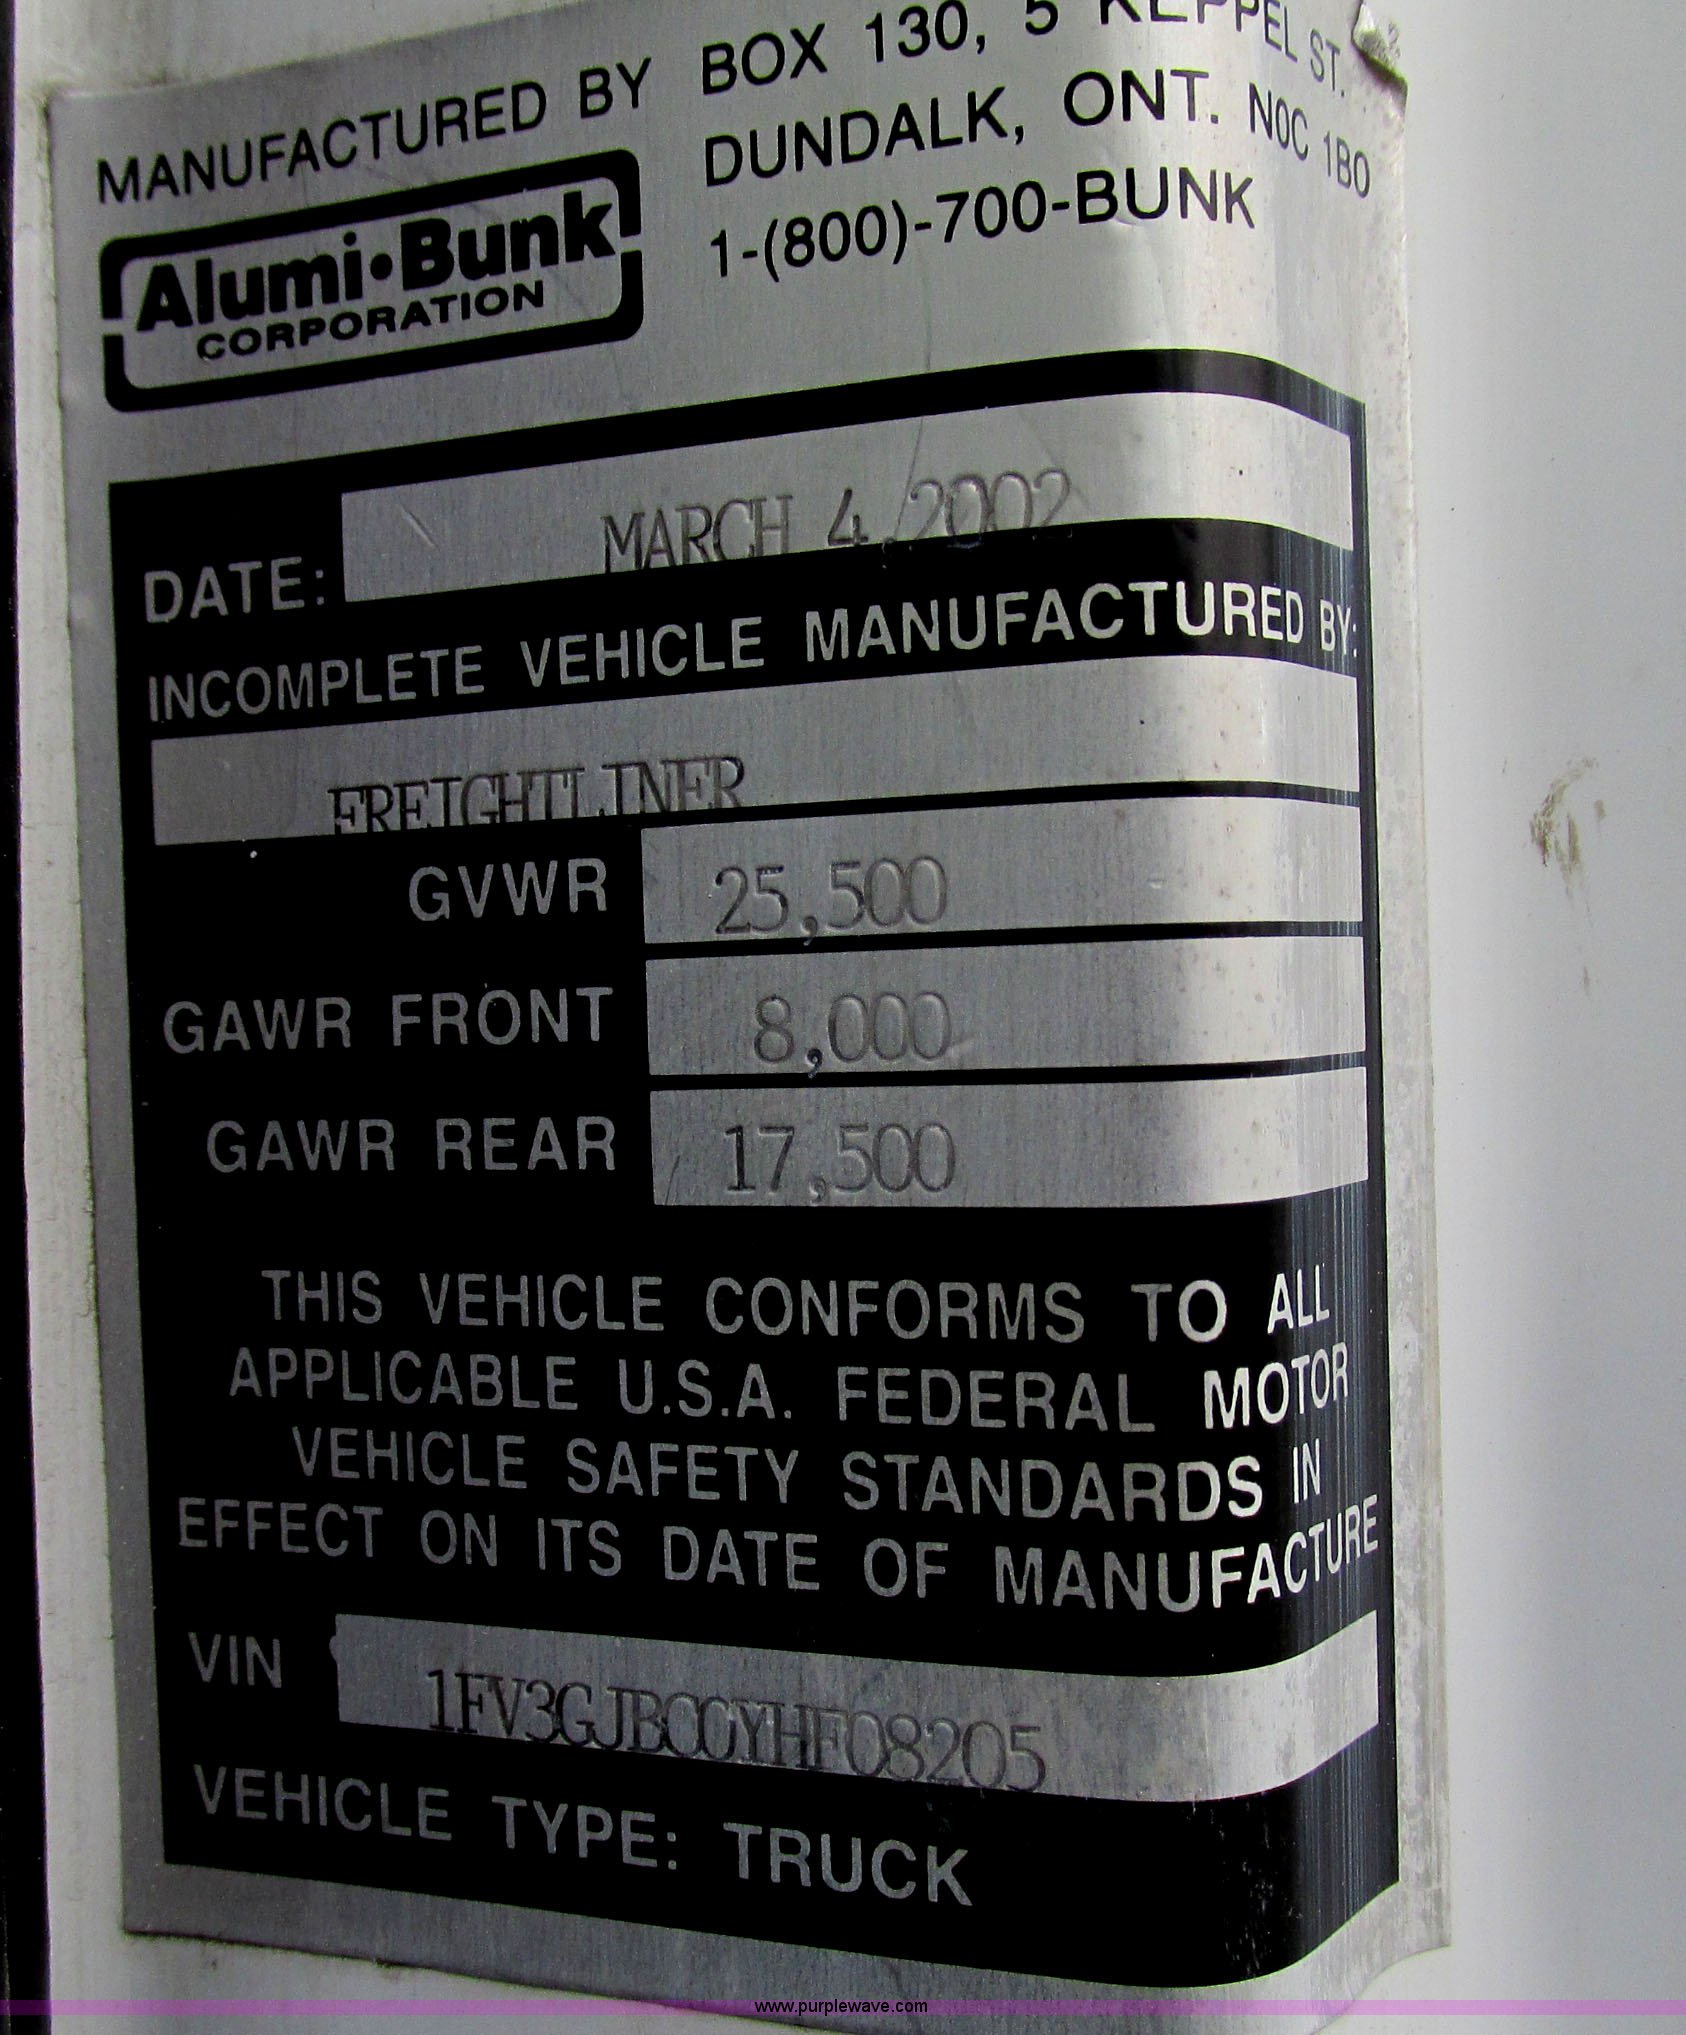 MANUFACTURED BY
Alumi•Bunk
CORPORATION
BOX 130, 5 KEPPEL ST.
DUNDALK, ONT. N0C 1B0
1-(800)-700-BUNK
DATE: MARCH 4, 2002
INCOMPLETE VEHICLE MANUFACTURED BY:
FREIGHTLINER
GVWR 25,500
GAWR FRONT 8,000
GAWR REAR 17,500
THIS VEHICLE CONFORMS TO ALL
APPLICABLE U.S.A. FEDERAL MOTOR
VEHICLE SAFETY STANDARDS IN
EFFECT ON ITS DATE OF MANUFACTURE
VIN 1FV3GJBC0YHF08205
VEHICLE TYPE: TRUCK
www.purplewave.com